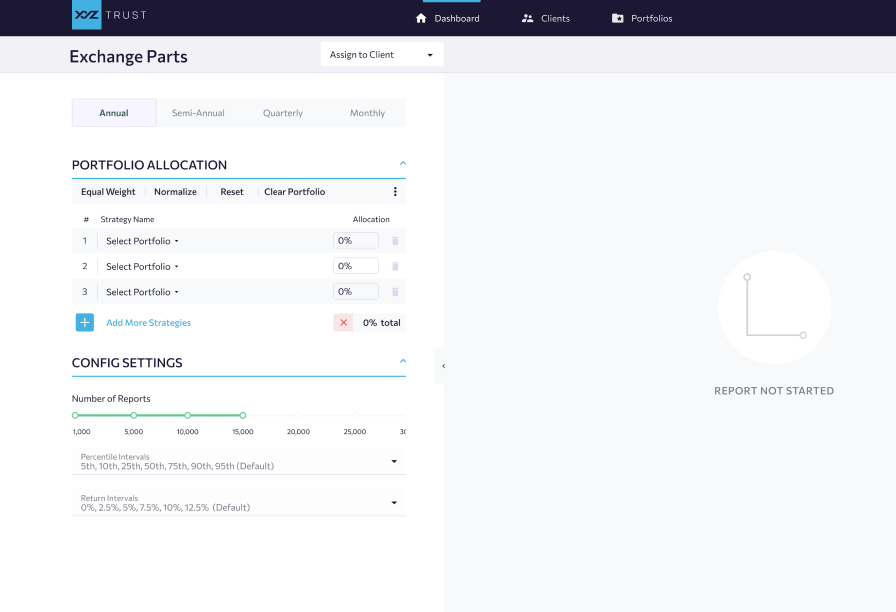 XYZ TRUST
Dashboard
Clients
Portfolios
Exchange Parts
Assign to Client
Annual
Semi-Annual
Quarterly
Monthly
PORTFOLIO ALLOCATION
Equal Weight
Normalize
Reset
Clear Portfolio
# Strategy Name Allocation
1 Select Portfolio 0%
2 Select Portfolio 0%
3 Select Portfolio 0%
Add More Strategies
0% total
CONFIG SETTINGS
Number of Reports
1,000 5,000 10,000 15,000 20,000 25,000
Percentile Intervals
5th, 10th, 25th, 50th, 75th, 90th, 95th (Default)
Return Intervals
0%, 2.5%, 5%, 7.5%, 10%, 12.5% (Default)
REPORT NOT STARTED